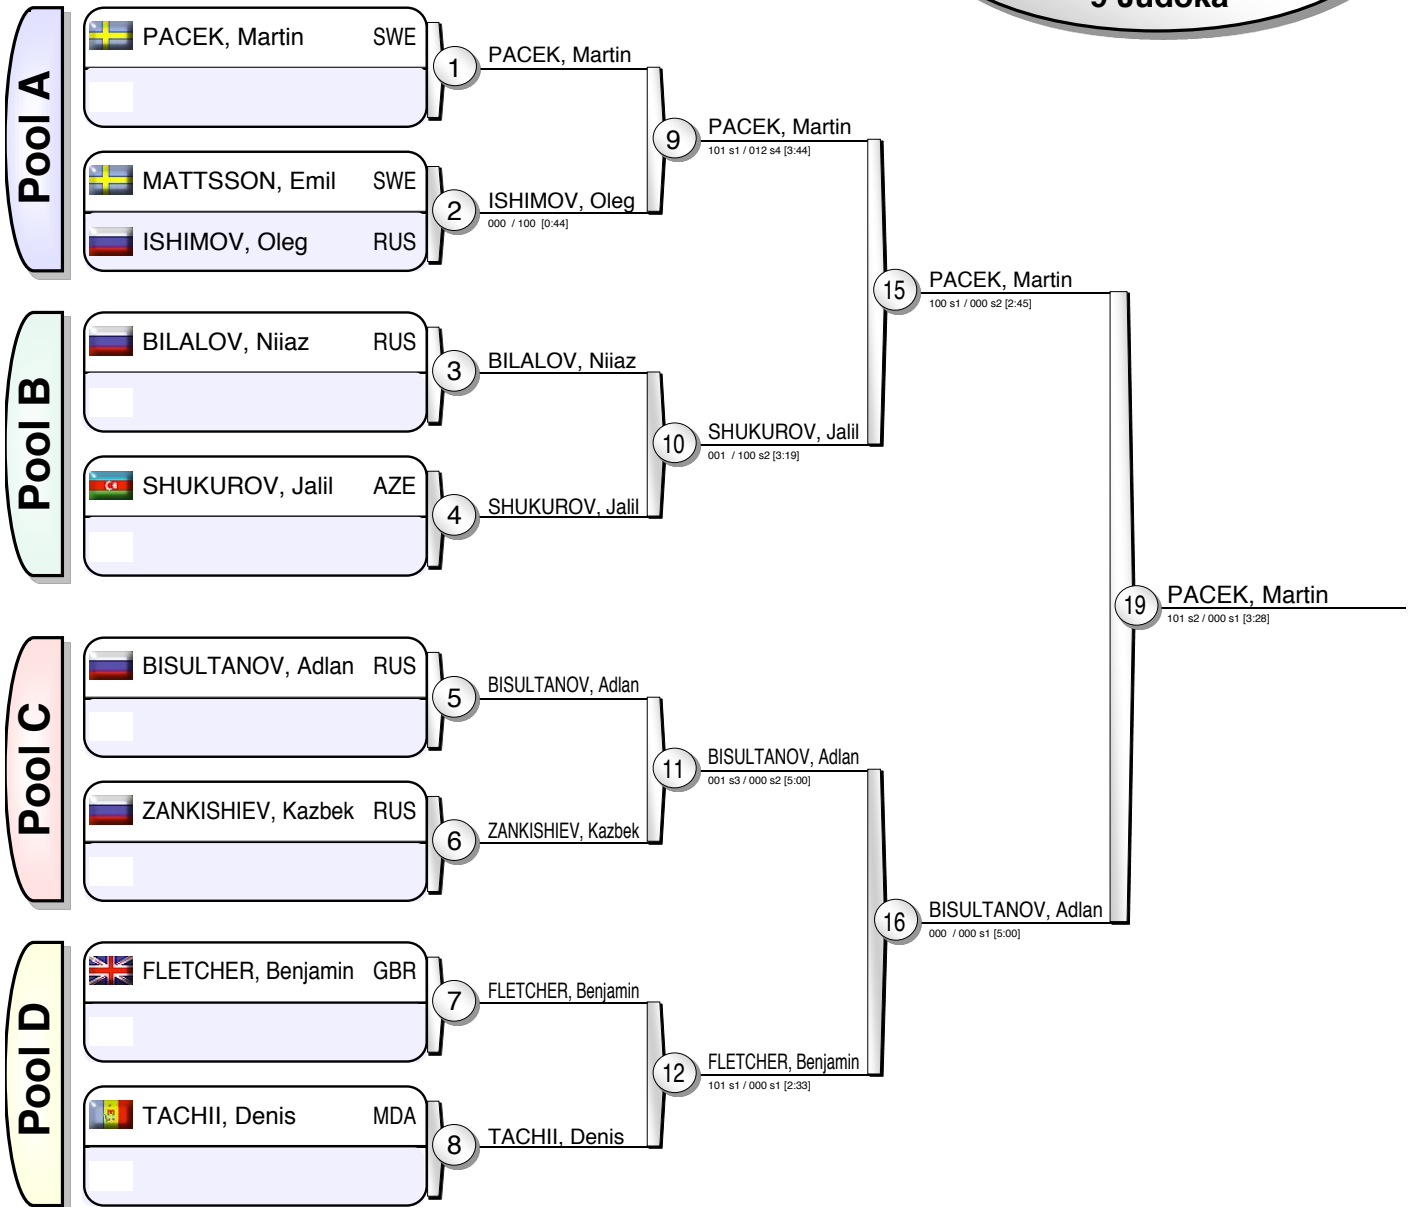 9 Judoka
Pool A
PACEK, Martin SWE
1
PACEK, Martin
MATTSSON, Emil SWE
ISHIMOV, Oleg RUS
2
ISHIMOV, Oleg
000 / 100 [0:44]
9
PACEK, Martin
101 s1 / 012 s4 [3:44]
Pool B
BILALOV, Niiaz RUS
3
BILALOV, Niiaz
SHUKUROV, Jalil AZE
4
SHUKUROV, Jalil
10
SHUKUROV, Jalil
001 / 100 s2 [3:19]
15
PACEK, Martin
100 s1 / 000 s2 [2:45]
Pool C
BISULTANOV, Adlan RUS
5
BISULTANOV, Adlan
ZANKISHIEV, Kazbek RUS
6
ZANKISHIEV, Kazbek
11
BISULTANOV, Adlan
001 s3 / 000 s2 [5:00]
Pool D
FLETCHER, Benjamin GBR
7
FLETCHER, Benjamin
TACHII, Denis MDA
8
TACHII, Denis
12
FLETCHER, Benjamin
101 s1 / 000 s1 [2:33]
16
BISULTANOV, Adlan
000 / 000 s1 [5:00]
19
PACEK, Martin
101 s2 / 000 s1 [3:28]